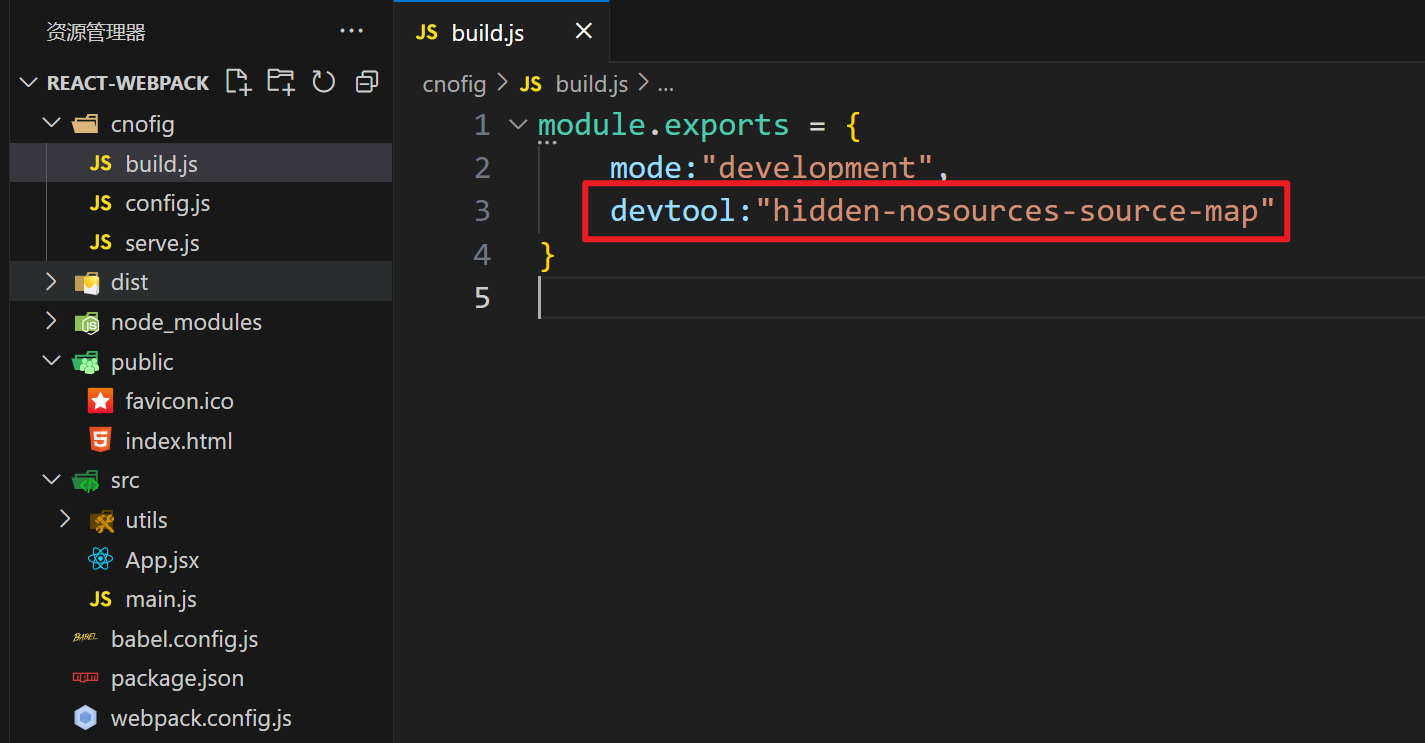 资源管理器
REACT-WEBPACK
cnofig
JS build.js
JS config.js
JS serve.js
dist
node_modules
public
favicon.ico
index.html
src
utils
App.jsx
JS main.js
BABEL babel.config.js
npm package.json
webpack.config.js
JS build.js
cnofig > JS build.js > ...
1 module.exports = {
2 mode:"development",
3 devtool:"hidden-nosources-source-map"
4 }
5